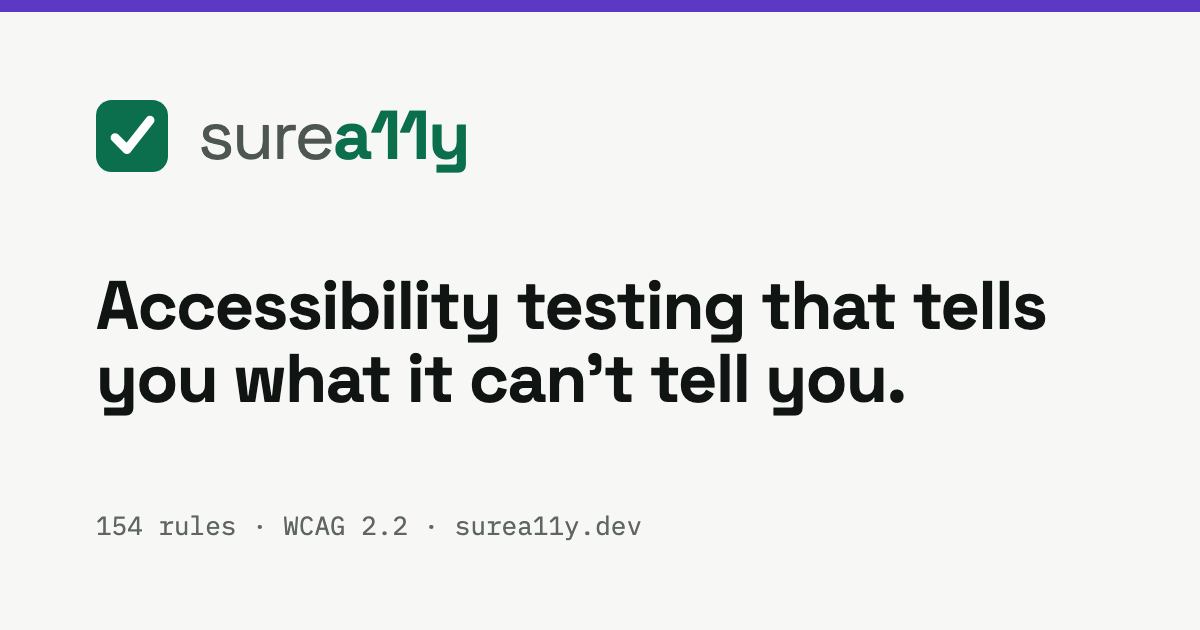 surea11y
Accessibility testing that tells
you what it can’t tell you.
154 rules · WCAG 2.2 · surea11y.dev